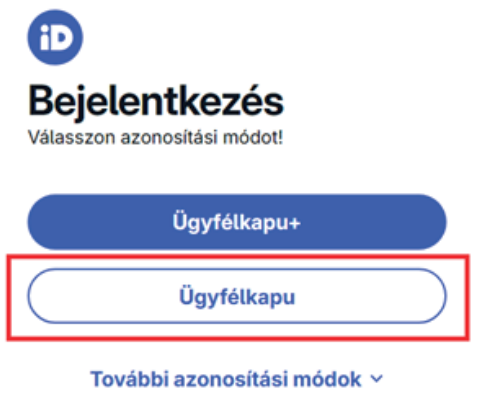 iD
Bejelentkezés
Válasszon azonosítási módot!
Ügyfélkapu+
Ügyfélkapu
További azonosítási módok